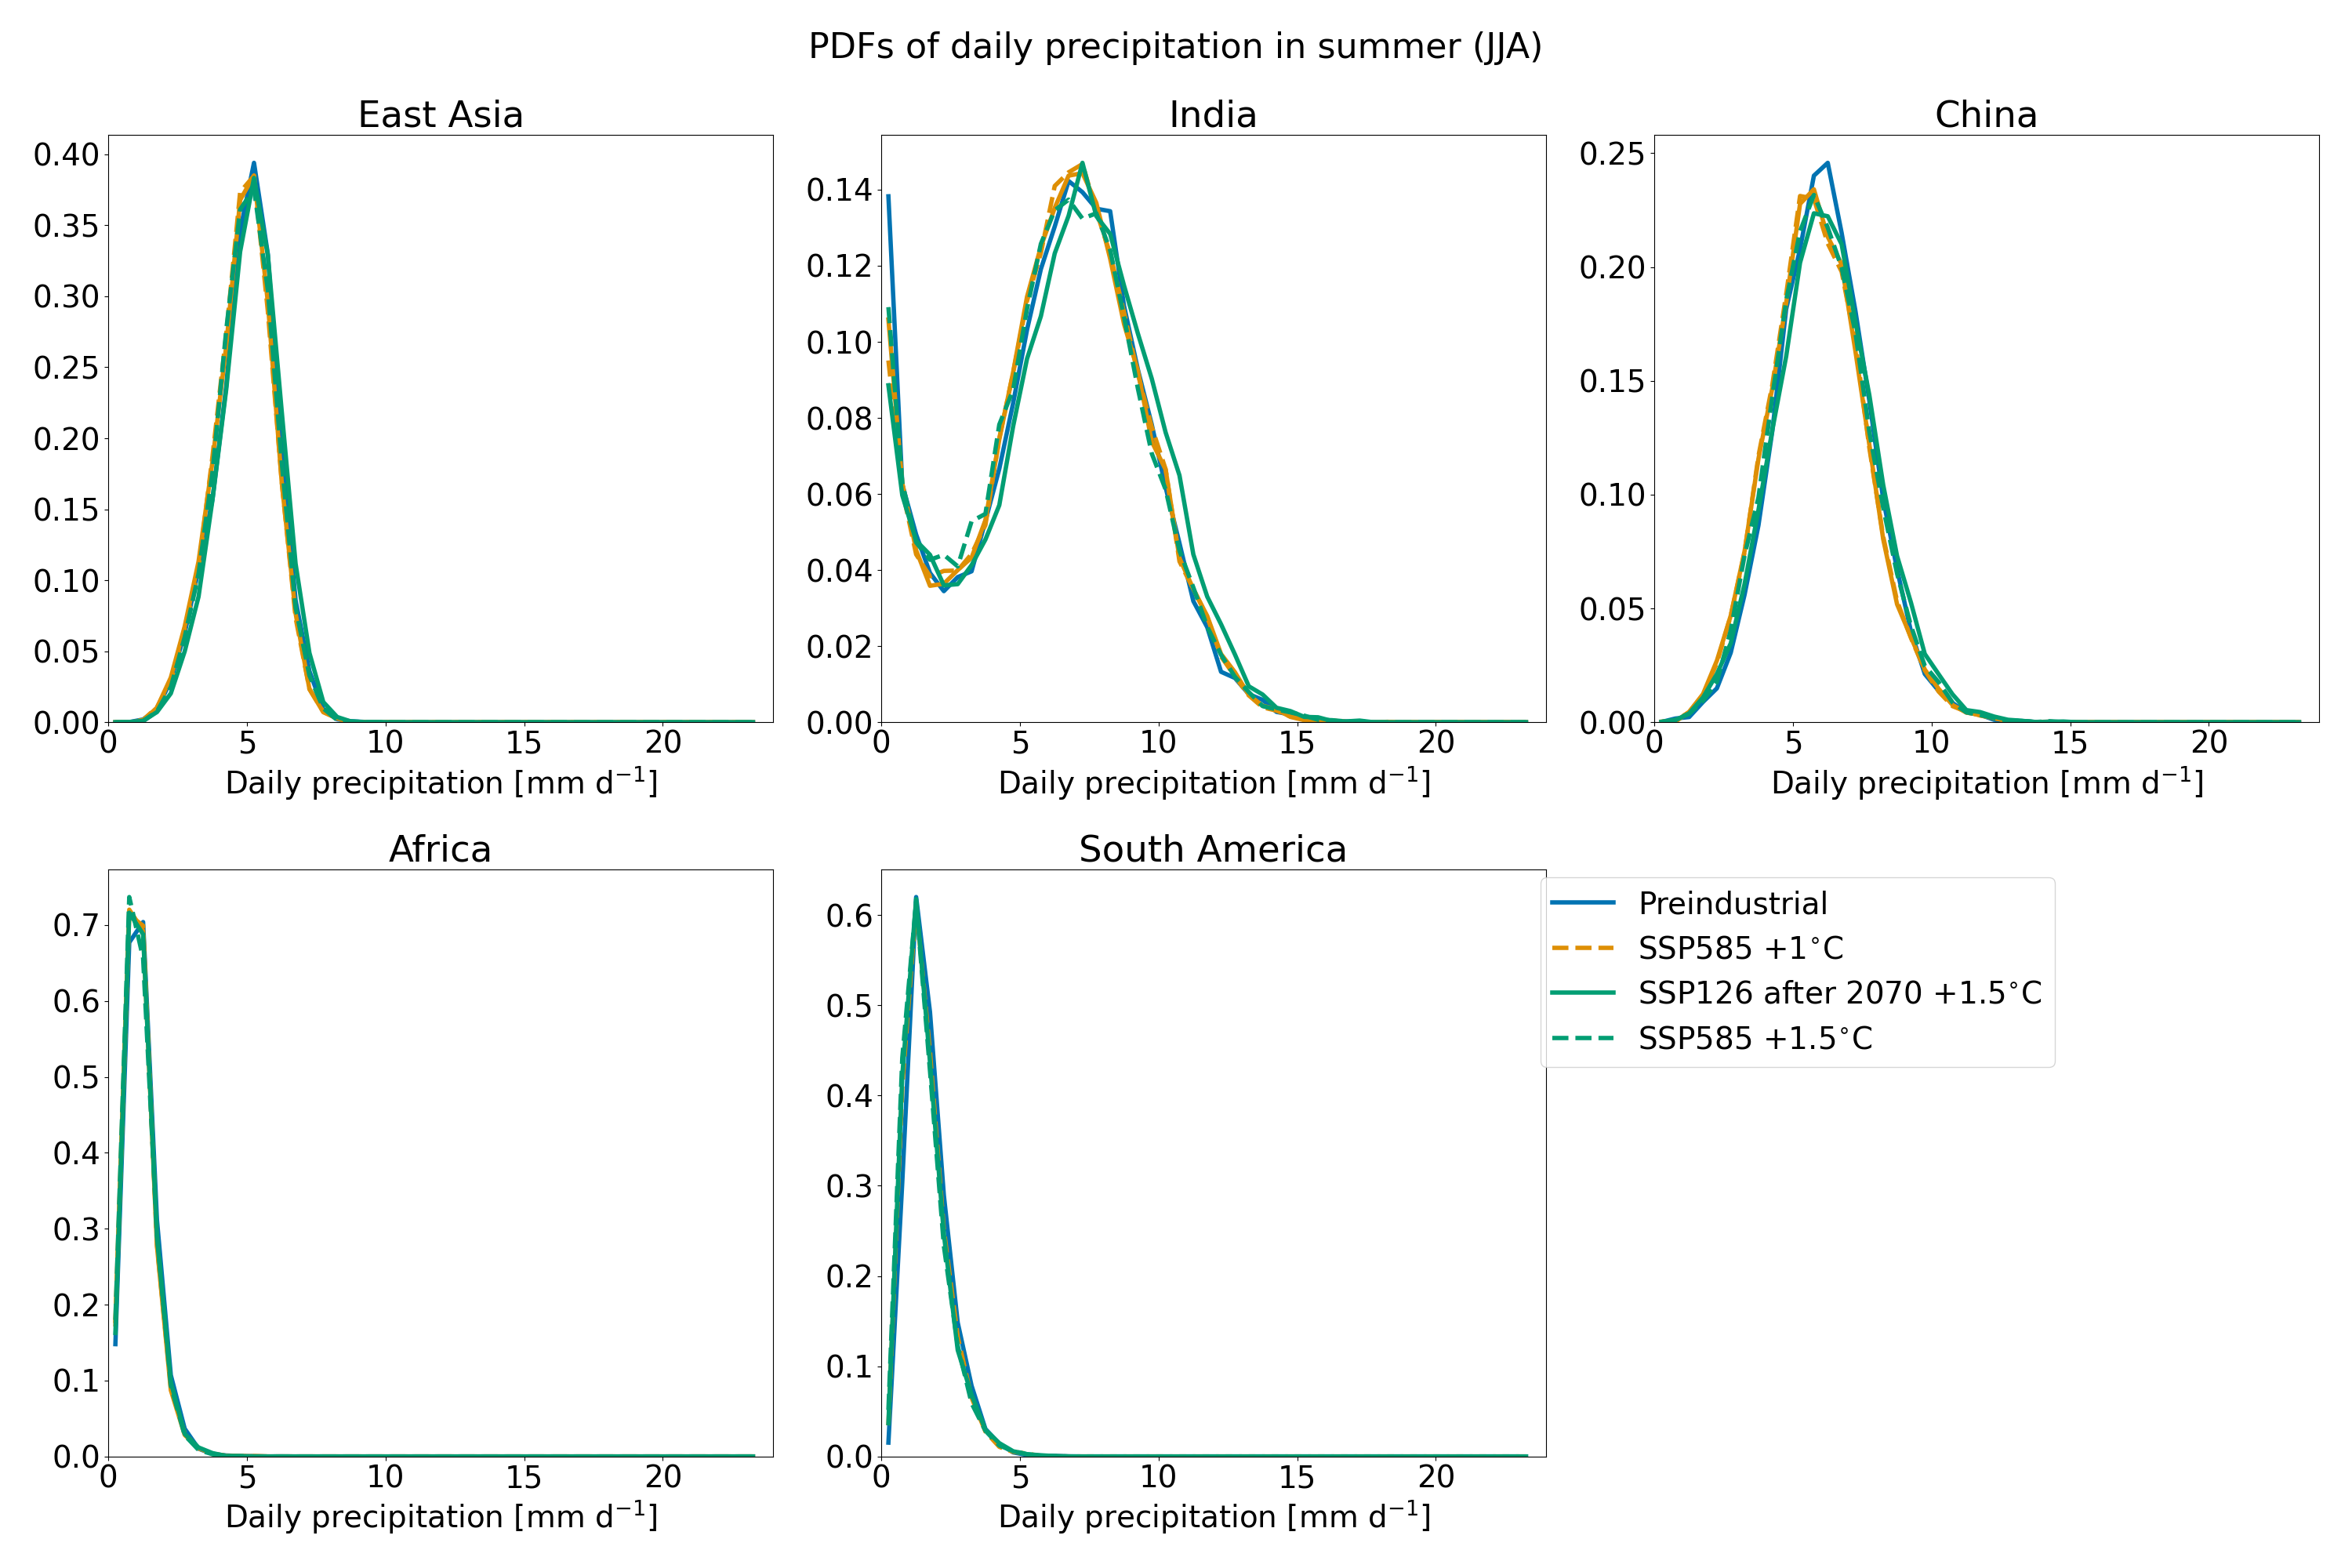 PDFs of daily precipitation in summer (JJA)
East Asia
0.40
0.35
0.30
0.25
0.20
0.15
0.10
0.05
0.00
0 5 10 15 20
Daily precipitation [mm d⁻¹]
India
0.14
0.12
0.10
0.08
0.06
0.04
0.02
0.00
0 5 10 15 20
Daily precipitation [mm d⁻¹]
China
0.25
0.20
0.15
0.10
0.05
0.00
0 5 10 15 20
Daily precipitation [mm d⁻¹]
Africa
0.7
0.6
0.5
0.4
0.3
0.2
0.1
0.0
0 5 10 15 20
Daily precipitation [mm d⁻¹]
South America
0.6
0.5
0.4
0.3
0.2
0.1
0.0
0 5 10 15 20
Daily precipitation [mm d⁻¹]
Preindustrial
SSP585 +1°C
SSP126 after 2070 +1.5°C
SSP585 +1.5°C